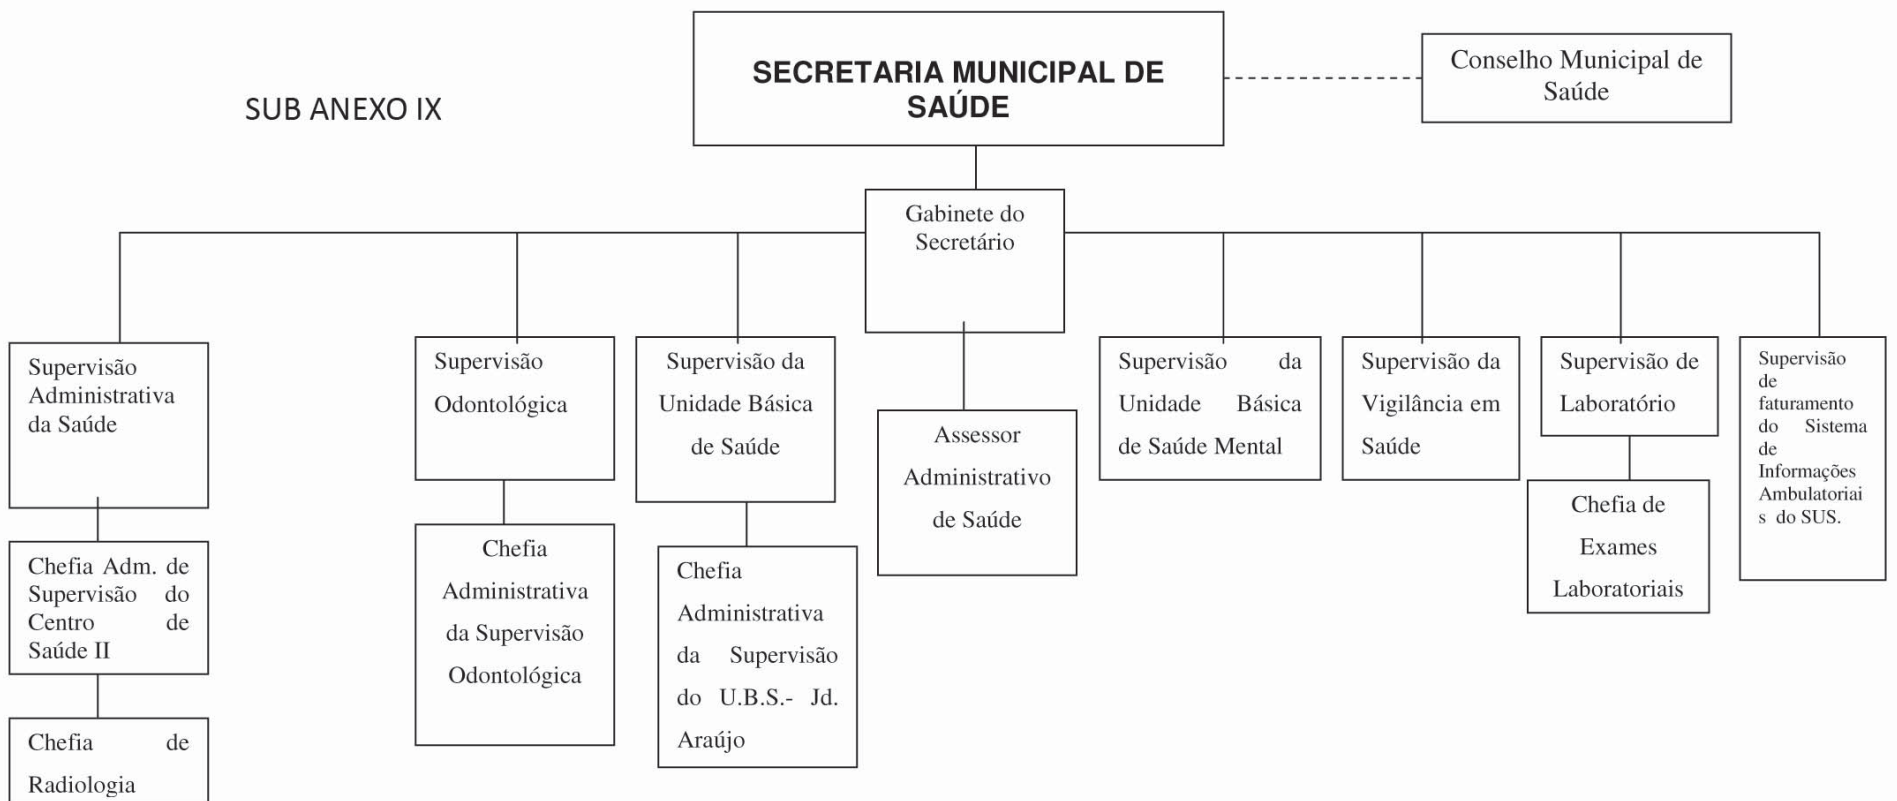 SECRETARIA MUNICIPAL DE
SAÚDE
Conselho Municipal de
Saúde
SUB ANEXO IX
Gabinete do
Secretário
Supervisão
Administrativa
da Saúde
Supervisão
Odontológica
Supervisão da
Unidade Básica
de Saúde
Assessor
Administrativo
de Saúde
Supervisão da
Unidade Básica
de Saúde Mental
Supervisão da
Vigilância em
Saúde
Supervisão de
Laboratório
Supervisão
de
faturamento
do Sistema
de
Informações
Ambulatoriai
s do SUS.
Chefia Adm. de
Supervisão do
Centro de
Saúde II
Chefia
Administrativa
da Supervisão
Odontológica
Chefia
Administrativa
da Supervisão
do U.B.S.- Jd.
Araújo
Chefia de
Exames
Laboratoriais
Chefia de
Radiologia